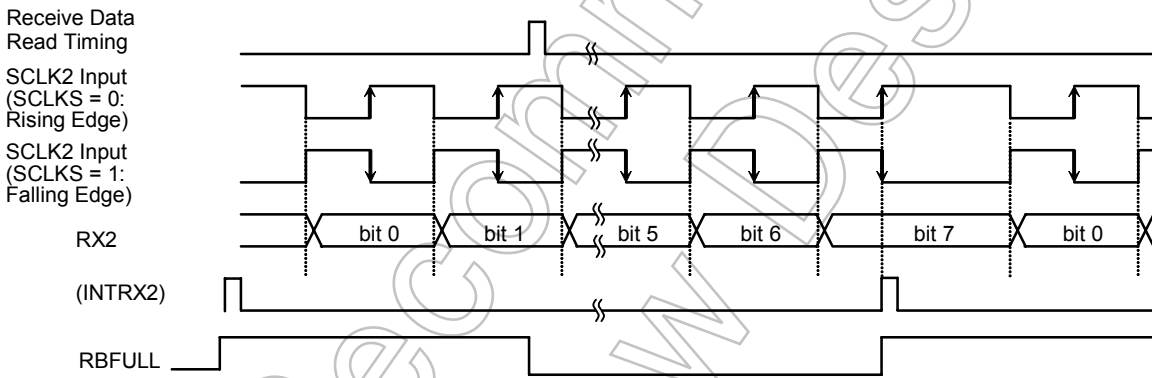 Receive Data
Read Timing
SCLK2 Input
(SCLKS = 0:
Rising Edge)
SCLK2 Input
(SCLKS = 1:
Falling Edge)
RX2
bit 0
bit 1
bit 5
bit 6
bit 7
bit 0
(INTRX2)
RBFULL